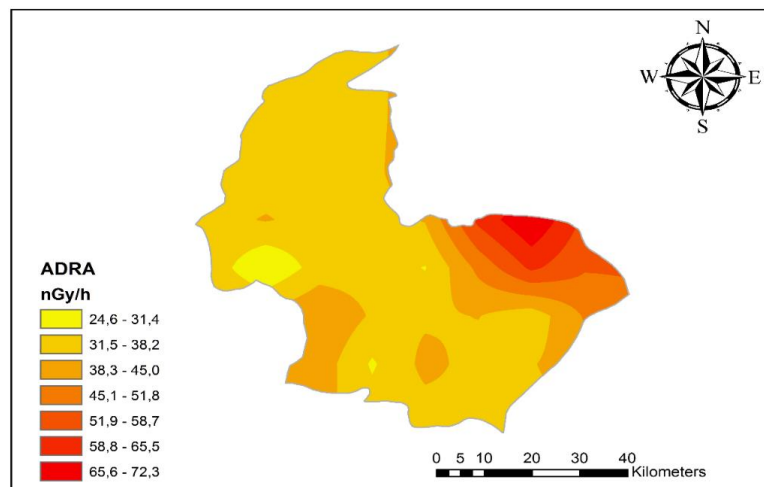 N
W E
S
ADRA
nGy/h
24,6 - 31,4
31,5 - 38,2
38,3 - 45,0
45,1 - 51,8
51,9 - 58,7
58,8 - 65,5
65,6 - 72,3
0 5 10 20 30 40
Kilometers